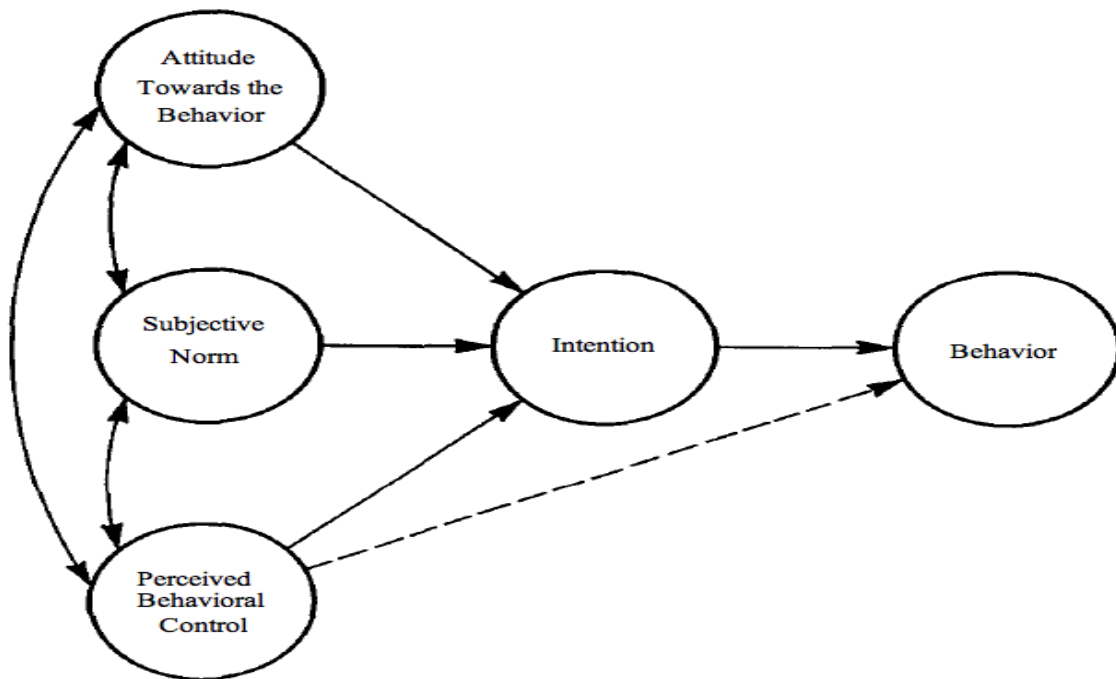 Attitude
Towards the
Behavior
Subjective
Norm
Intention
Behavior
Perceived
Behavioral
Control